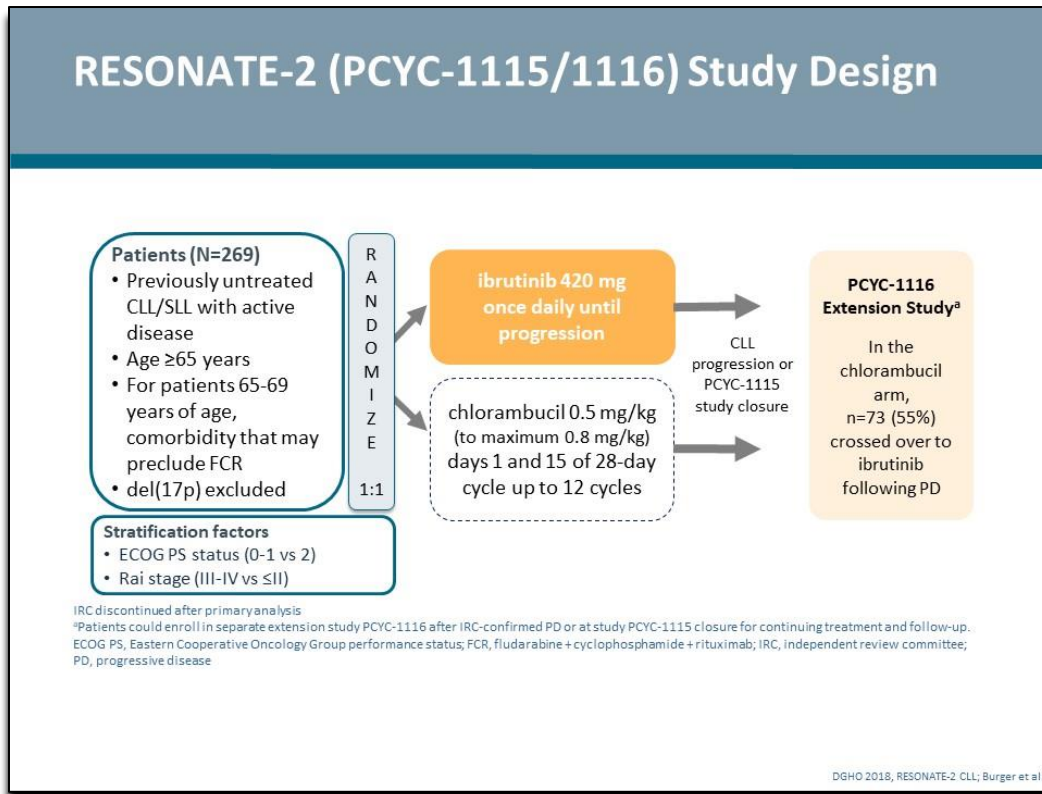 RESONATE-2 (PCYC-1115/1116) Study Design
Patients (N=269)
• Previously untreated
CLL/SLL with active
disease
• Age ≥65 years
• For patients 65-69
years of age,
comorbidity that may
preclude FCR
• del(17p) excluded
R
A
N
D
O
M
I
Z
E
1:1
Stratification factors
• ECOG PS status (0-1 vs 2)
• Rai stage (III-IV vs ≤II)
ibrutinib 420 mg
once daily until
progression
chlorambucil 0.5 mg/kg
(to maximum 0.8 mg/kg)
days 1 and 15 of 28-day
cycle up to 12 cycles
CLL
progression or
PCYC-1115
study closure
PCYC-1116
Extension Studyᵃ
In the
chlorambucil
arm,
n=73 (55%)
crossed over to
ibrutinib
following PD
IRC discontinued after primary analysis
ᵃPatients could enroll in separate extension study PCYC-1116 after IRC-confirmed PD or at study PCYC-1115 closure for continuing treatment and follow-up.
ECOG PS, Eastern Cooperative Oncology Group performance status; FCR, fludarabine + cyclophosphamide + rituximab; IRC, independent review committee;
PD, progressive disease
DGHO 2018, RESONATE-2 CLL; Burger et al